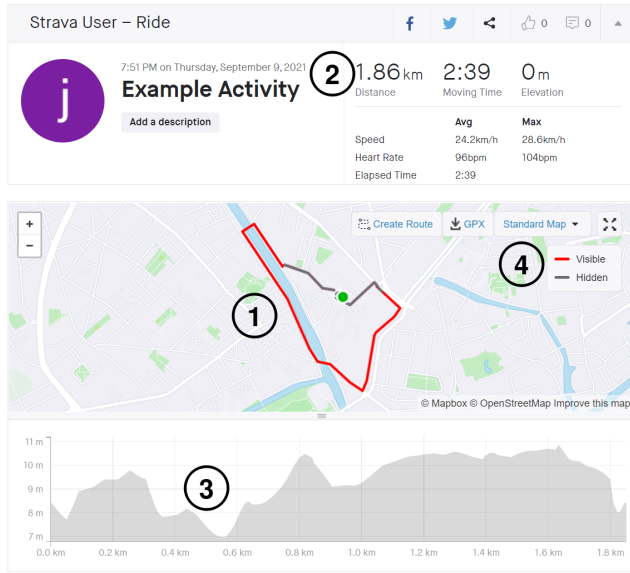 Strava User – Ride
0
0
7:51 PM on Thursday, September 9, 2021
Example Activity
Add a description
j
2
1.86 km 2:39 0 m
Distance Moving Time Elevation
Avg Max
Speed 24.2km/h 28.6km/h
Heart Rate 96bpm 104bpm
Elapsed Time 2:39
+
−
Create Route GPX Standard Map
4
Visible
Hidden
1
© Mapbox © OpenStreetMap Improve this map
11 m
10 m
9 m
8 m
7 m
3
0.0 km 0.2 km 0.4 km 0.6 km 0.8 km 1.0 km 1.2 km 1.4 km 1.6 km 1.8 km